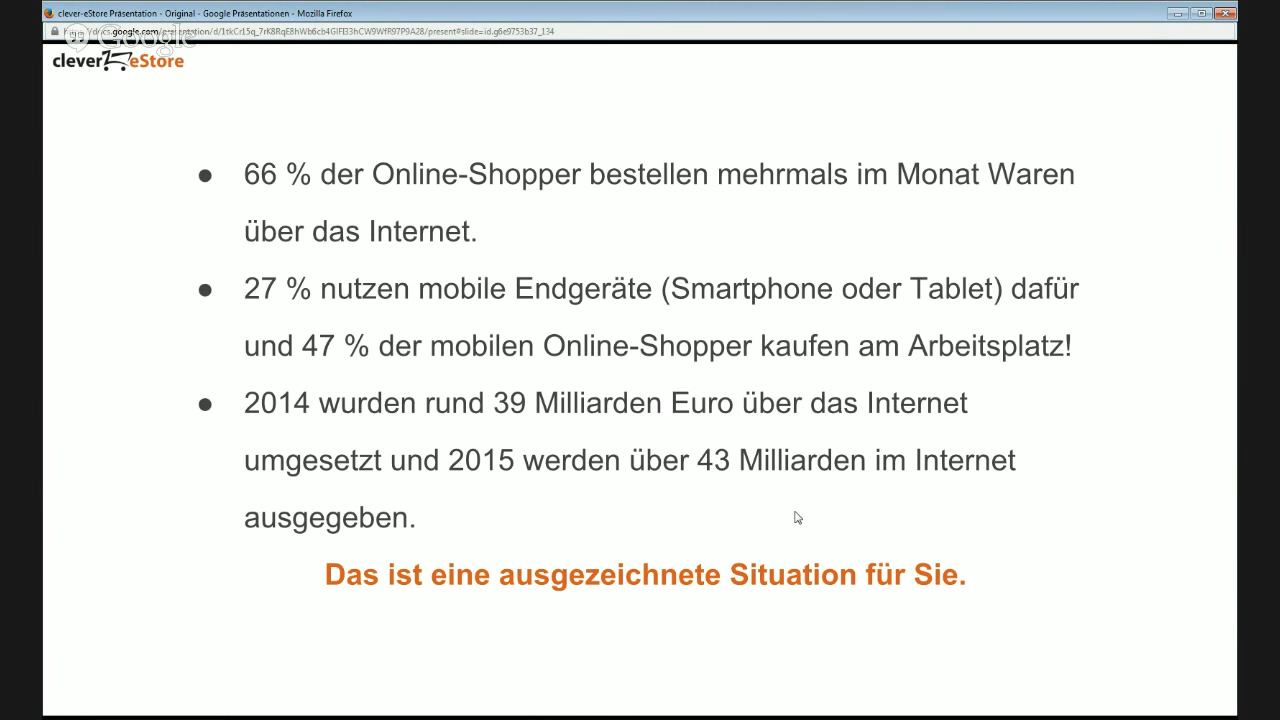 clever-eStore Präsentation - Original - Google Präsentationen - Mozilla Firefox
Google
clever eStore
● 66 % der Online-Shopper bestellen mehrmals im Monat Waren
über das Internet.
● 27 % nutzen mobile Endgeräte (Smartphone oder Tablet) dafür
und 47 % der mobilen Online-Shopper kaufen am Arbeitsplatz!
● 2014 wurden rund 39 Milliarden Euro über das Internet
umgesetzt und 2015 werden über 43 Milliarden im Internet
ausgegeben.
Das ist eine ausgezeichnete Situation für Sie.